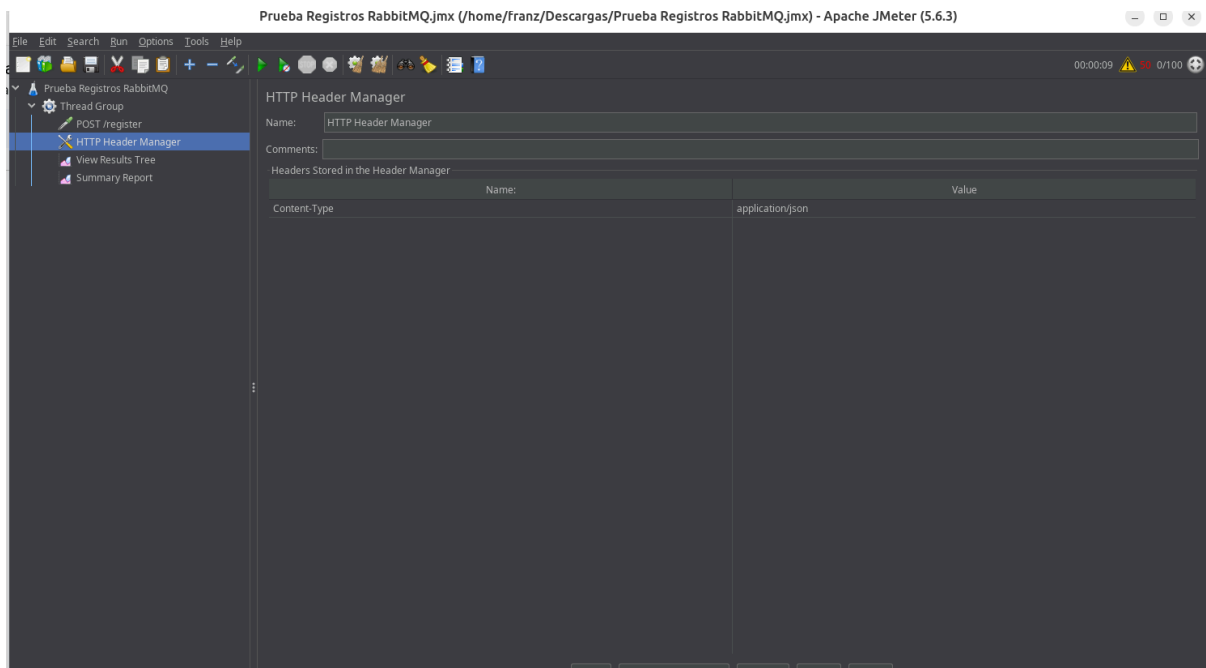 Prueba Registros RabbitMQ.jmx (/home/franz/Descargas/Prueba Registros RabbitMQ.jmx) - Apache JMeter (5.6.3)
File Edit Search Run Options Tools Help
00:00:09 0/100
Prueba Registros RabbitMQ
Thread Group
POST /register
HTTP Header Manager
View Results Tree
Summary Report
HTTP Header Manager
Name: HTTP Header Manager
Comments:
Headers Stored in the Header Manager
Name: Value
Content-Type application/json